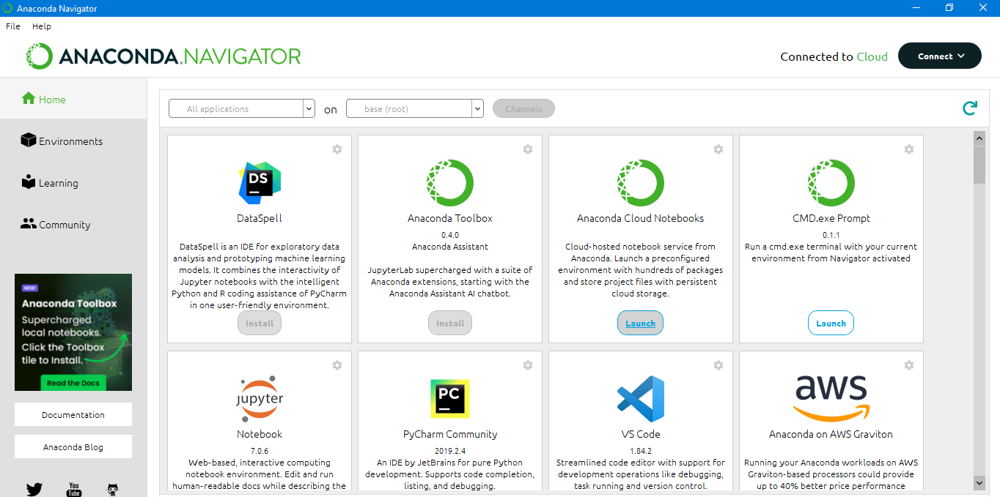 Anaconda Navigator
File Help
ANACONDA.NAVIGATOR
Connected to Cloud
Connect
Home
Environments
Learning
Community
NEW
Anaconda Toolbox
Supercharged
local notebooks.
Click the Toolbox
tile to Install.
Read the Docs
Documentation
Anaconda Blog
You
Tube
All applications
on
base (root)
Channels
DS
DataSpell
DataSpell is an IDE for exploratory data
analysis and prototyping machine learning
models. It combines the interactivity of
Jupyter notebooks with the intelligent
Python and R coding assistance of PyCharm
in one user-friendly environment.
Install
Anaconda Toolbox
0.4.0
Anaconda Assistant
JupyterLab supercharged with a suite of
Anaconda extensions, starting with the
Anaconda Assistant AI chatbot.
Install
Anaconda Cloud Notebooks
Cloud-hosted notebook service from
Anaconda. Launch a preconfigured
environment with hundreds of packages
and store project files with persistent
cloud storage.
Launch
CMD.exe Prompt
0.1.1
Run a cmd.exe terminal with your current
environment from Navigator activated
Launch
jupyter
Notebook
7.0.6
Web-based, interactive computing
notebook environment. Edit and run
human-readable docs while describing the
PC
PyCharm Community
2019.2.4
An IDE by JetBrains for pure Python
development. Supports code completion,
listing, and debugging.
VS Code
1.84.2
Streamlined code editor with support for
development operations like debugging,
task running and version control.
aws
Anaconda on AWS Graviton
Running your Anaconda workloads on AWS
Graviton-based processors could provide
up to 40% better price performance